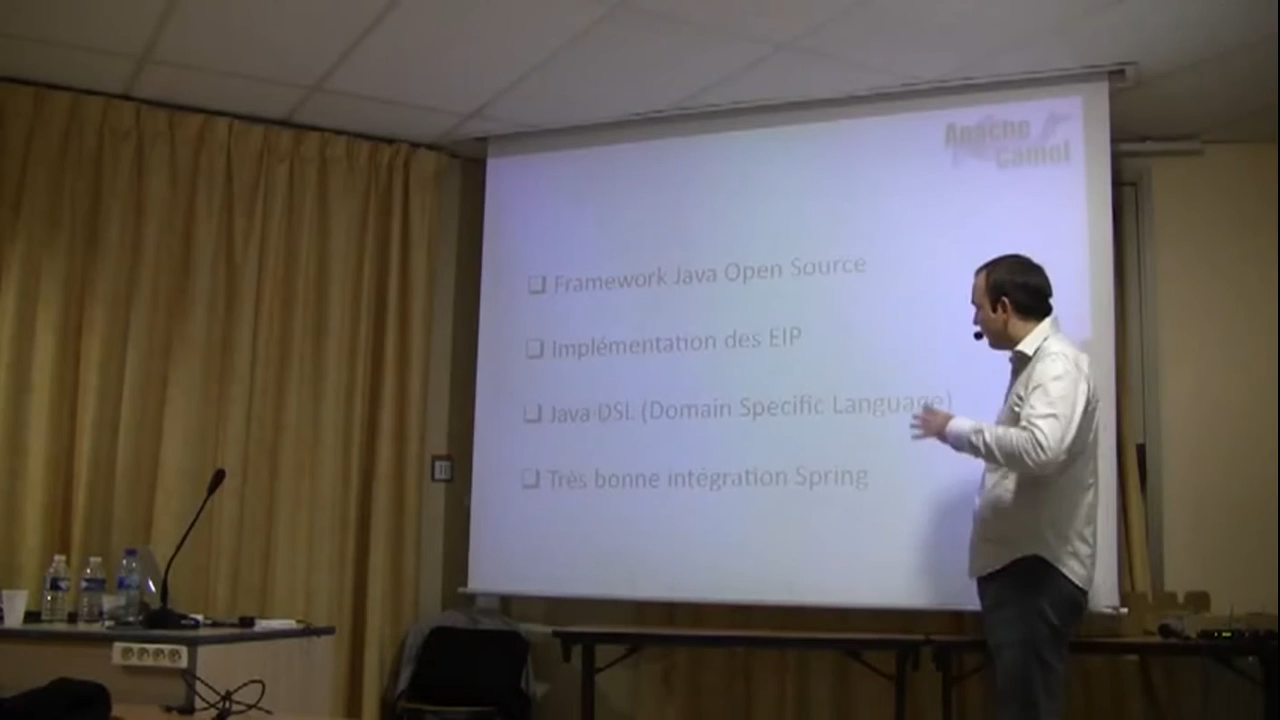 Apache
camel
❑ Framework Java Open Source
❑ Implémentation des EIP
❑ Java DSL (Domain Specific Language)
❑ Très bonne intégration Spring